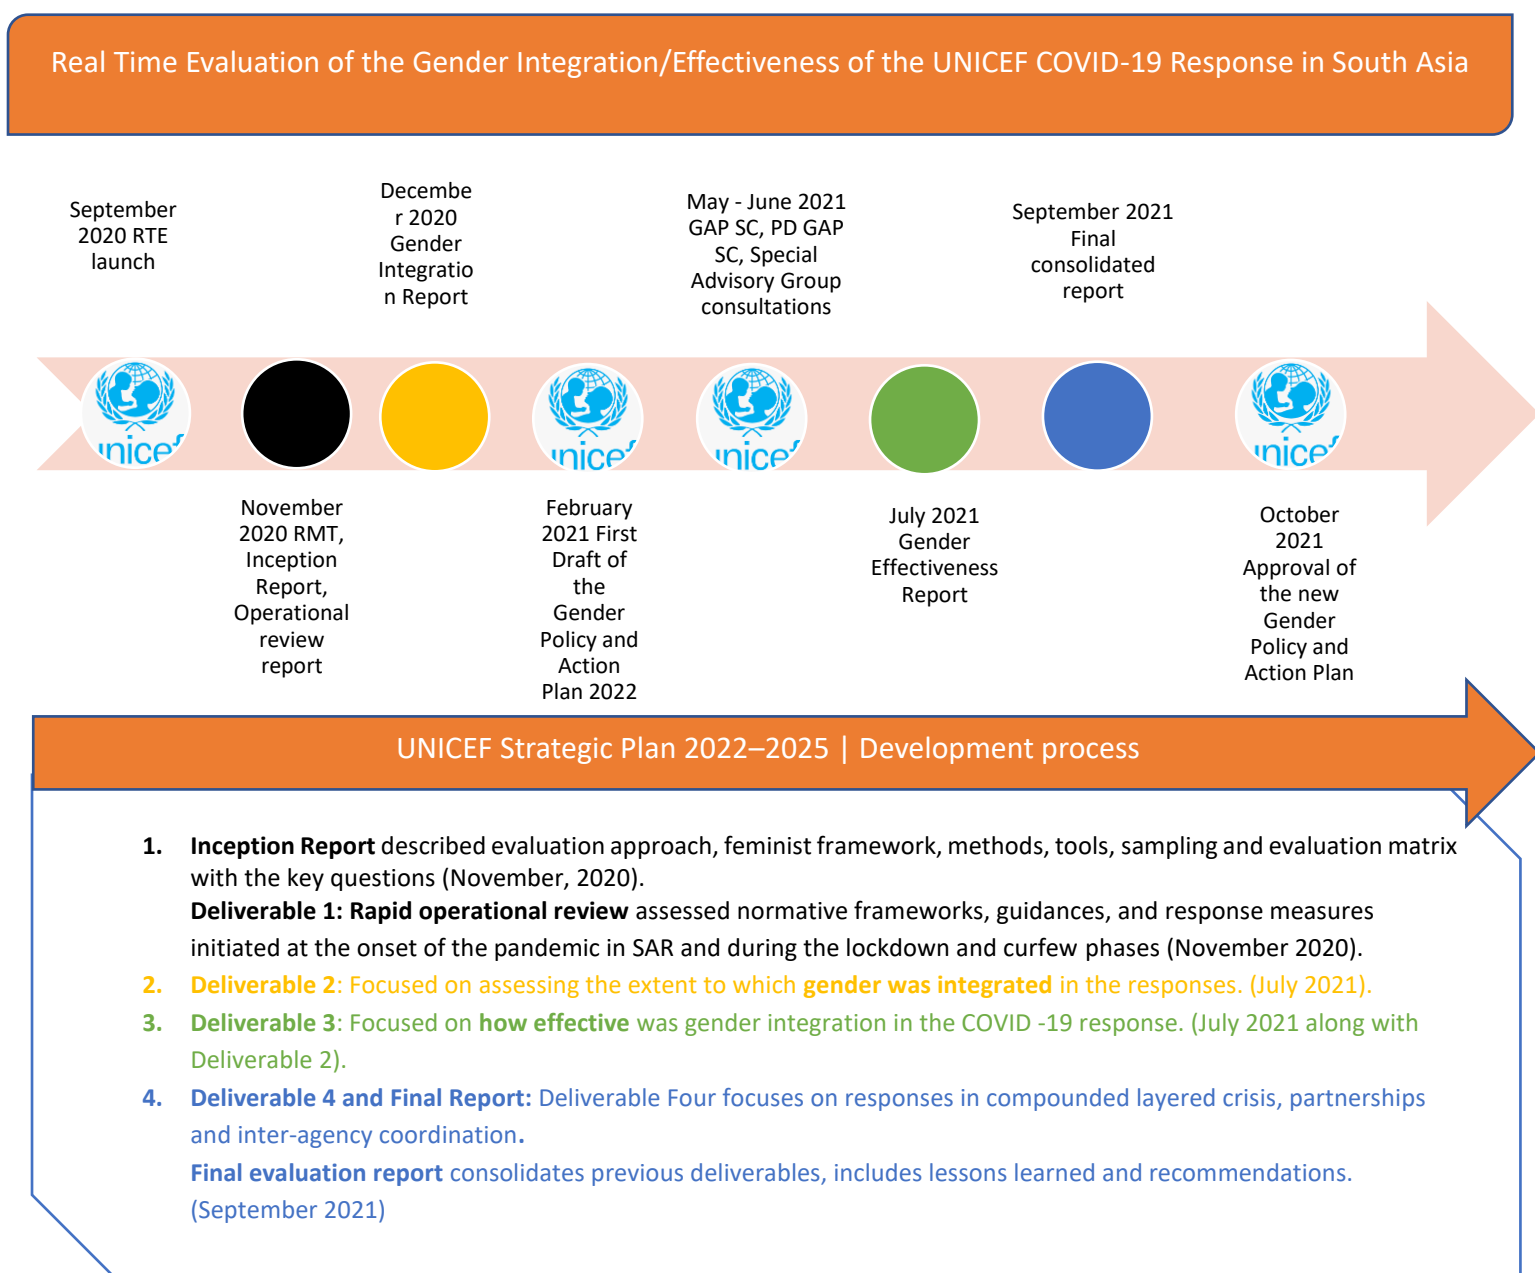 Real Time Evaluation of the Gender Integration/Effectiveness of the UNICEF COVID-19 Response in South Asia
September
2020 RTE
launch
Decembe
r 2020
Gender
Integratio
n Report
May - June 2021
GAP SC, PD GAP
SC, Special
Advisory Group
consultations
September 2021
Final
consolidated
report
unicef
unicef
unicef
unicef
November
2020 RMT,
Inception
Report,
Operational
review
report
February
2021 First
Draft of
the
Gender
Policy and
Action
Plan 2022
July 2021
Gender
Effectiveness
Report
October
2021
Approval of
the new
Gender
Policy and
Action Plan
UNICEF Strategic Plan 2022–2025 | Development process
1. Inception Report described evaluation approach, feminist framework, methods, tools, sampling and evaluation matrix
with the key questions (November, 2020).
Deliverable 1: Rapid operational review assessed normative frameworks, guidances, and response measures
initiated at the onset of the pandemic in SAR and during the lockdown and curfew phases (November 2020).
2. Deliverable 2: Focused on assessing the extent to which gender was integrated in the responses. (July 2021).
3. Deliverable 3: Focused on how effective was gender integration in the COVID -19 response. (July 2021 along with
Deliverable 2).
4. Deliverable 4 and Final Report: Deliverable Four focuses on responses in compounded layered crisis, partnerships
and inter-agency coordination.
Final evaluation report consolidates previous deliverables, includes lessons learned and recommendations.
(September 2021)